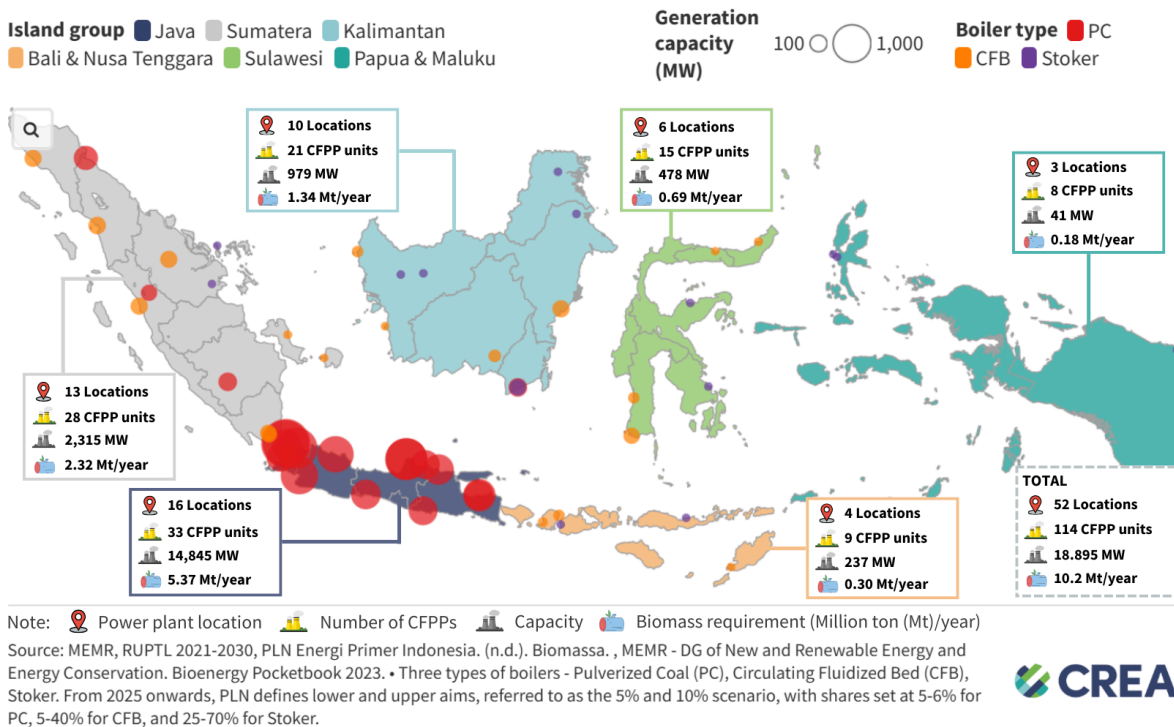 Island group Java Sumatera Kalimantan
Bali & Nusa Tenggara Sulawesi Papua & Maluku
Generation
capacity
(MW)
100 1,000
Boiler type PC
CFB Stoker
10 Locations
21 CFPP units
979 MW
1.34 Mt/year
6 Locations
15 CFPP units
478 MW
0.69 Mt/year
3 Locations
8 CFPP units
41 MW
0.18 Mt/year
13 Locations
28 CFPP units
2,315 MW
2.32 Mt/year
16 Locations
33 CFPP units
14,845 MW
5.37 Mt/year
4 Locations
9 CFPP units
237 MW
0.30 Mt/year
TOTAL
52 Locations
114 CFPP units
18.895 MW
10.2 Mt/year
Note: Power plant location Number of CFPPs Capacity Biomass requirement (Million ton (Mt)/year)
Source: MEMR, RUPTL 2021-2030, PLN Energi Primer Indonesia. (n.d.). Biomassa. , MEMR - DG of New and Renewable Energy and
Energy Conservation. Bioenergy Pocketbook 2023. • Three types of boilers - Pulverized Coal (PC), Circulating Fluidized Bed (CFB),
Stoker. From 2025 onwards, PLN defines lower and upper aims, referred to as the 5% and 10% scenario, with shares set at 5-6% for
PC, 5-40% for CFB, and 25-70% for Stoker.
CREA